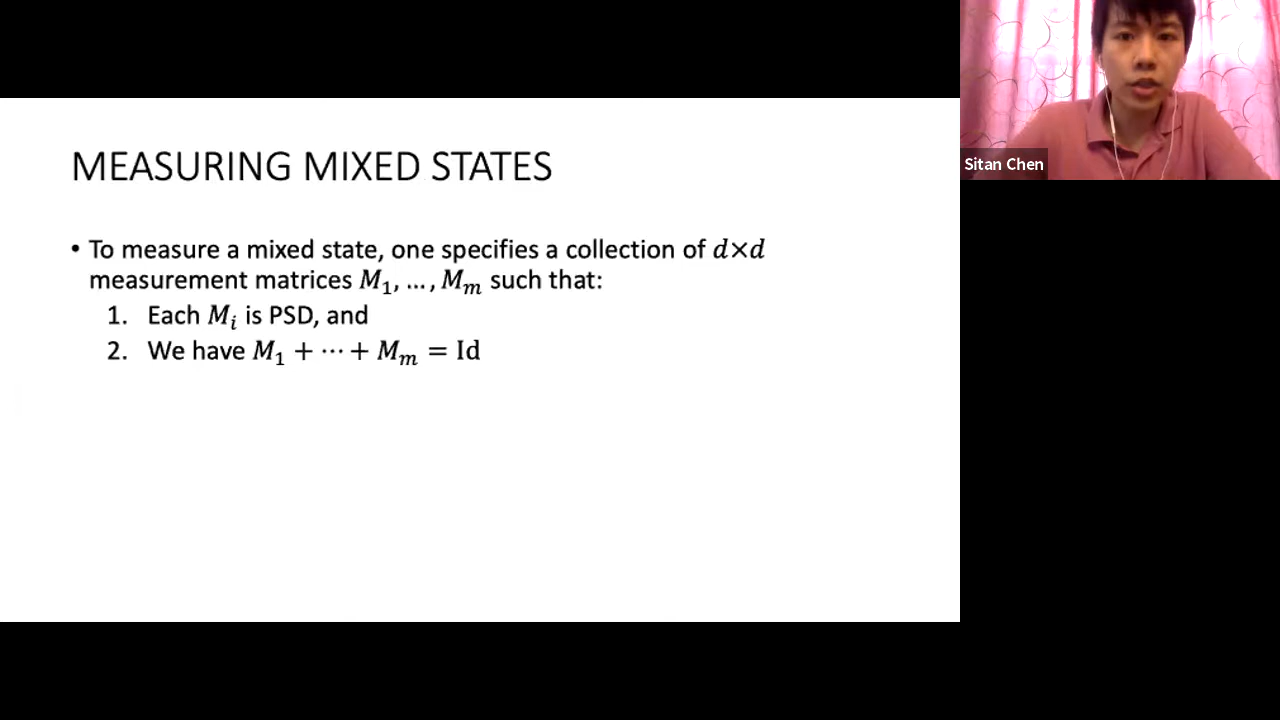 MEASURING MIXED STATES
• To measure a mixed state, one specifies a collection of 𝑑×𝑑
measurement matrices 𝑀₁, …, 𝑀ₘ such that:
1. Each 𝑀ᵢ is PSD, and
2. We have 𝑀₁ + ⋯ + 𝑀ₘ = Id
Sitan Chen